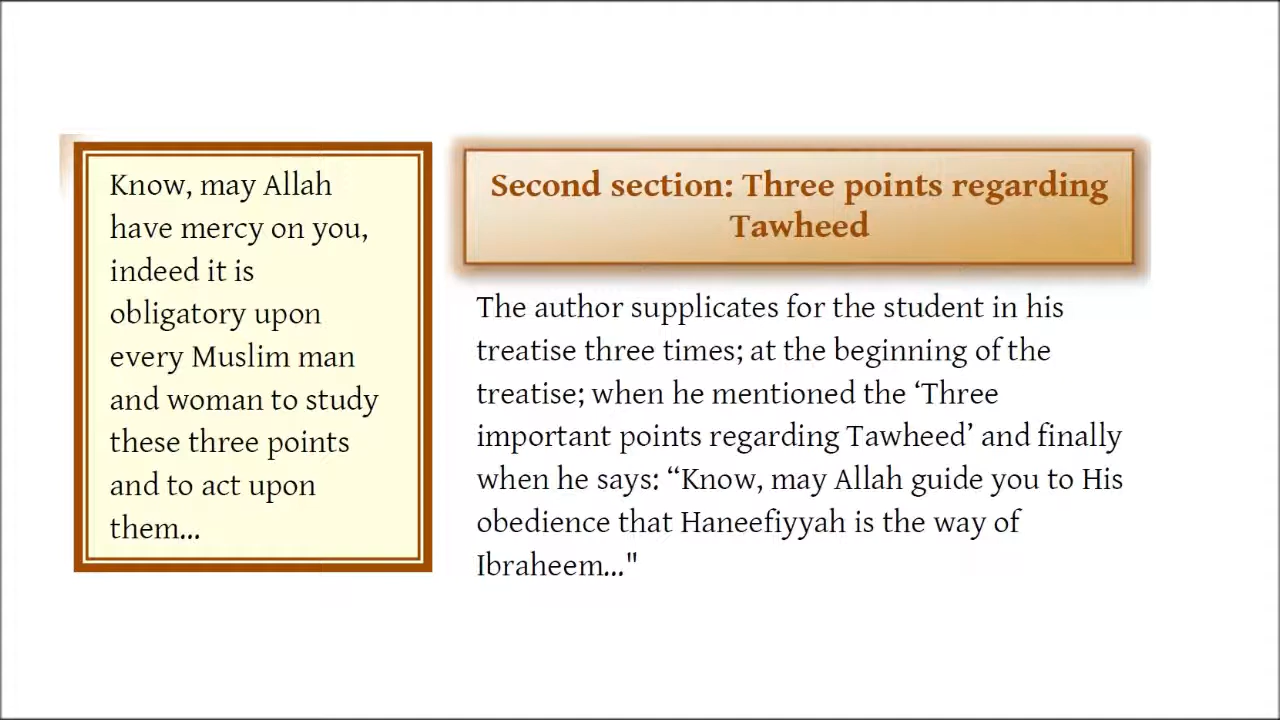 Know, may Allah
have mercy on you,
indeed it is
obligatory upon
every Muslim man
and woman to study
these three points
and to act upon
them...
Second section: Three points regarding
Tawheed
The author supplicates for the student in his
treatise three times; at the beginning of the
treatise; when he mentioned the ‘Three
important points regarding Tawheed’ and finally
when he says: “Know, may Allah guide you to His
obedience that Haneefiyyah is the way of
Ibraheem..."